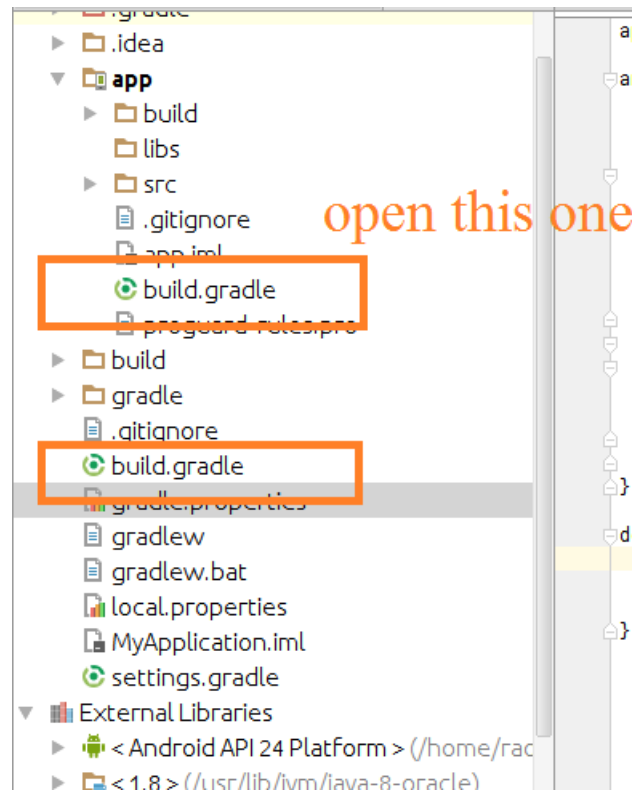 .gradle
.idea
app
build
libs
src
.gitignore
open this one
app.iml
build.gradle
proguard-rules.pro
build
gradle
.gitignore
build.gradle
gradle.properties
gradlew
gradlew.bat
local.properties
MyApplication.iml
settings.gradle
External Libraries
< Android API 24 Platform > (/home/rad
< 1.8 > (/usr/lib/jvm/java-8-oracle)
a
a
}
d
}